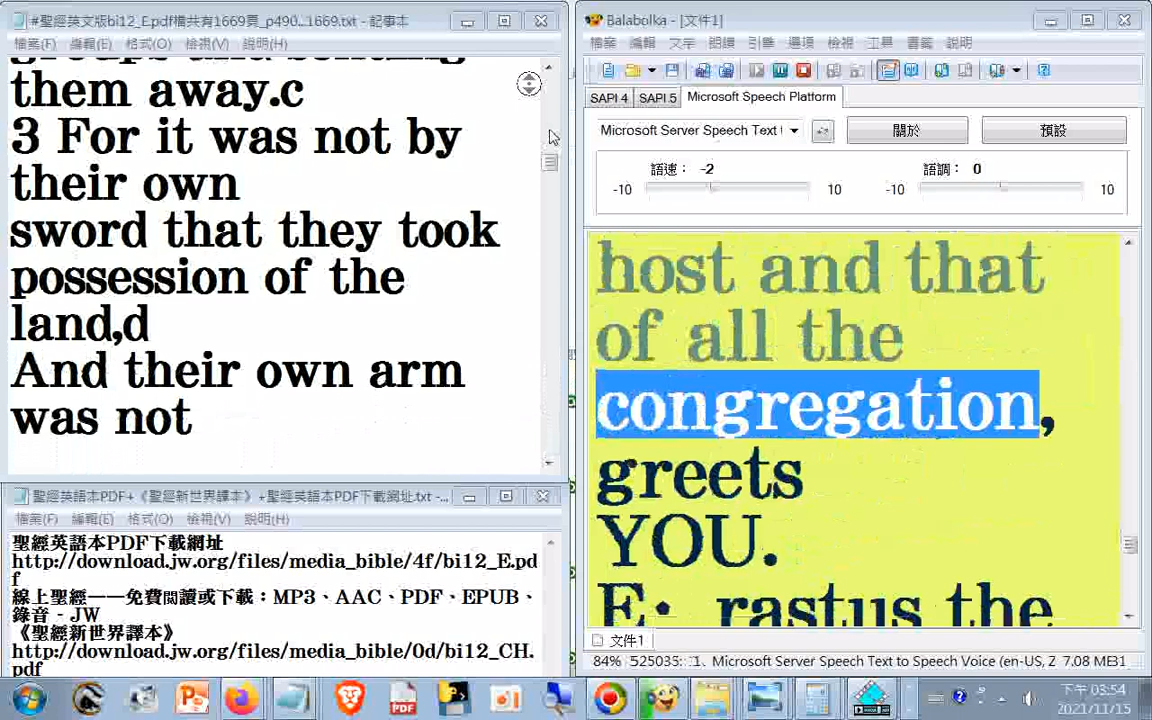 #聖經英文版bi12_E.pdf檔共有1669頁_p490...1669.txt - 記事本
檔案(F) 編輯(E) 格式(O) 檢視(V) 說明(H)
groups and sending
them away.c
3 For it was not by
their own
sword that they took
possession of the
land,d
And their own arm
was not
聖經英語本PDF+《聖經新世界譯本》+聖經英語本PDF下載網址.txt -...
檔案(F) 編輯(E) 格式(O) 檢視(V) 說明(H)
聖經英語本PDF下載網址
http://download.jw.org/files/media_bible/4f/bi12_E.pd
f
線上聖經——免費閱讀或下載：MP3、AAC、PDF、EPUB、
錄音 - JW
《聖經新世界譯本》
http://download.jw.org/files/media_bible/0d/bi12_CH.
pdf
Balabolka - [文件1]
檔案 編輯 文字 朗讀 引擎 選項 檢視 工具 書籤 說明
SAPI 4 SAPI 5 Microsoft Speech Platform
Microsoft Server Speech Text t 關於 預設
語速： -2 語調： 0
-10 10 -10 10
host and that
of all the
congregation,
greets
YOU.
E· rastus the
文件1
84% 525035: :1. Microsoft Server Speech Text to Speech Voice (en-US, Z 7.08 MB1
下午 03:54
2021/11/15